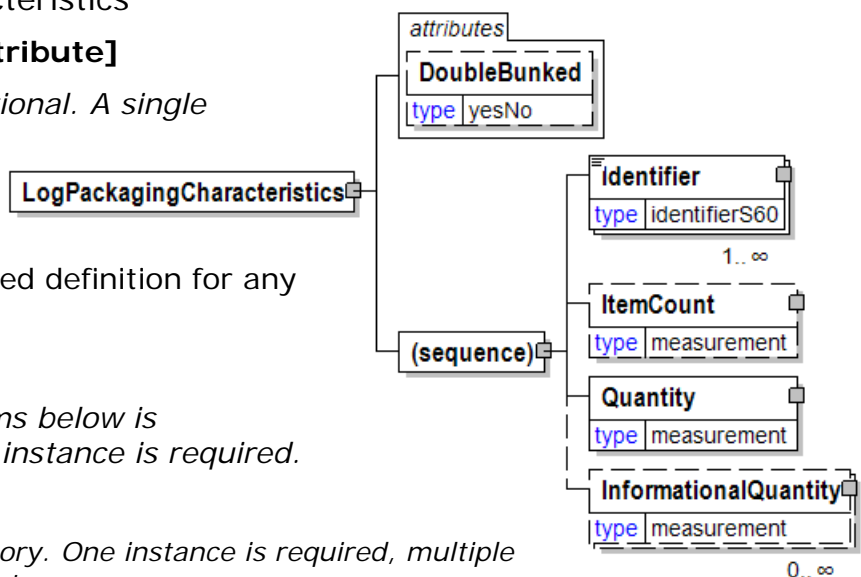 cteristics
tribute]
ional. A single
ed definition for any
ms below is
instance is required.
ory. One instance is required, multiple
attributes
DoubleBunked
type yesNo
LogPackagingCharacteristics
(sequence)
Identifier
type identifierS60
1.. ∞
ItemCount
type measurement
Quantity
type measurement
InformationalQuantity
type measurement
0.. ∞